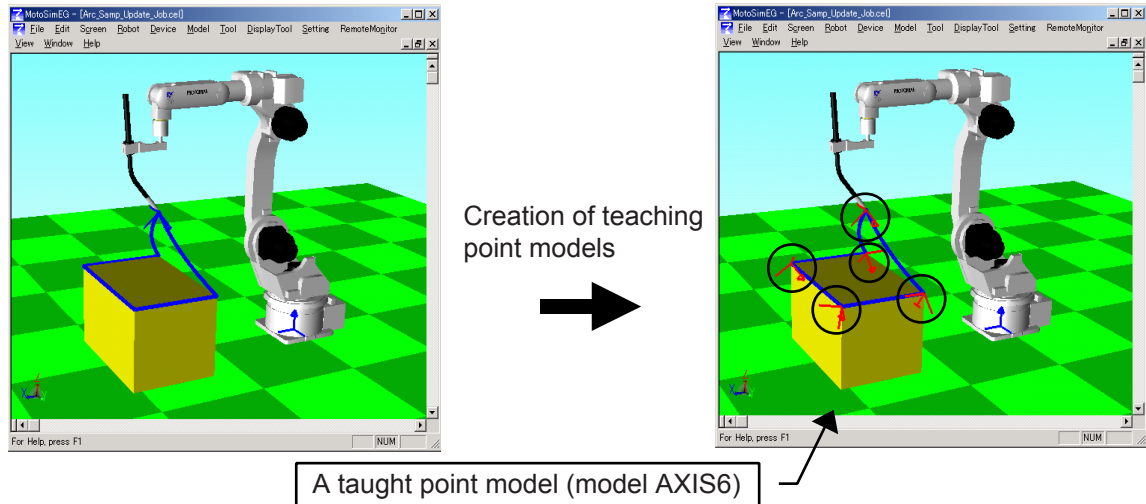 MotoSimEG - [Arc_Samp_Update_Job.cel]
File Edit Screen Robot Device Model Tool DisplayTool Setting RemoteMonitor
View Window Help
MOTOMAN
X Y
For Help, press F1
NUM
Creation of teaching
point models
MotoSimEG - [Arc_Samp_Update_Job.cel]
File Edit Screen Robot Device Model Tool DisplayTool Setting RemoteMonitor
View Window Help
MOTOMAN
X Y
For Help, press F1
NUM
A taught point model (model AXIS6)